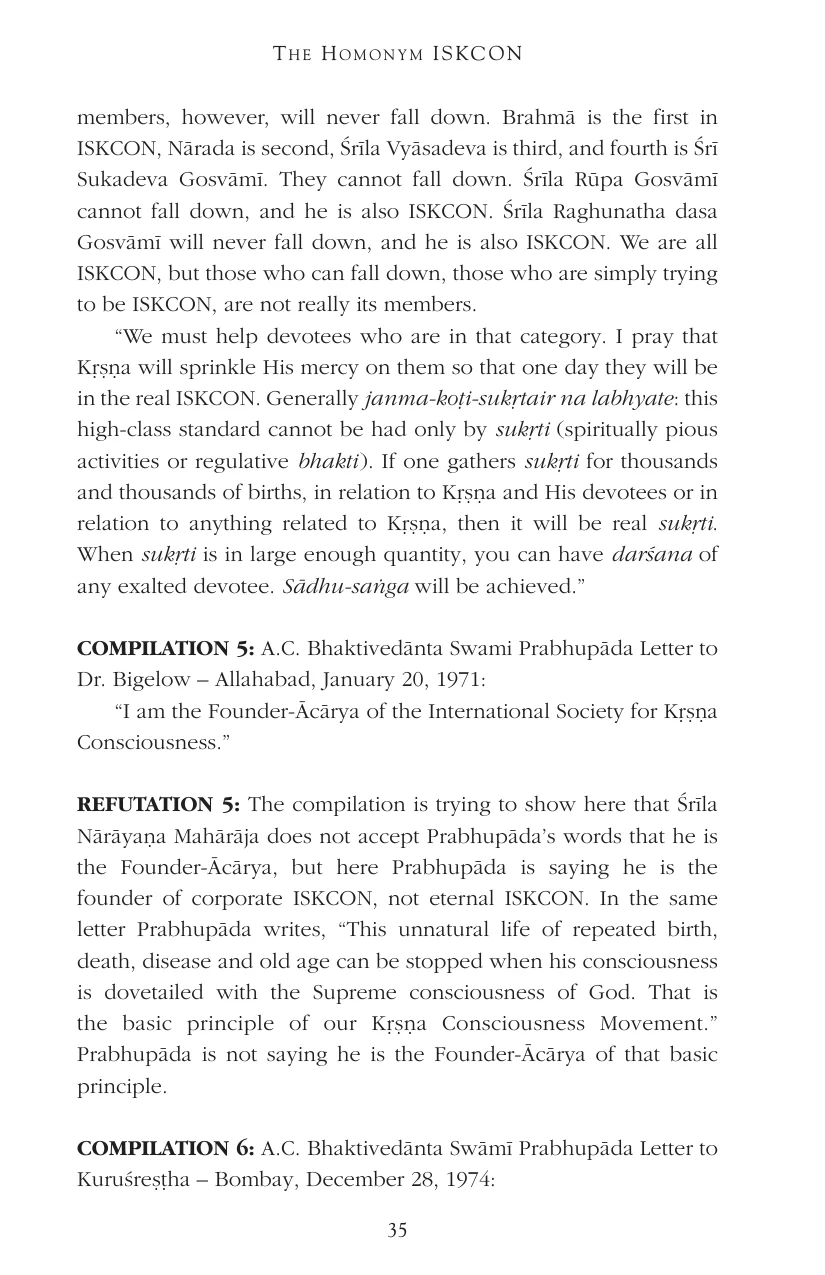 THE HOMONYM ISKCON
members, however, will never fall down. Brahmā is the first in
ISKCON, Nārada is second, Śrīla Vyāsadeva is third, and fourth is Śrī
Sukadeva Gosvāmī. They cannot fall down. Śrīla Rūpa Gosvāmī
cannot fall down, and he is also ISKCON. Śrīla Raghunatha dasa
Gosvāmī will never fall down, and he is also ISKCON. We are all
ISKCON, but those who can fall down, those who are simply trying
to be ISKCON, are not really its members.
“We must help devotees who are in that category. I pray that
Kṛṣṇa will sprinkle His mercy on them so that one day they will be
in the real ISKCON. Generally janma-koṭi-sukṛtair na labhyate: this
high-class standard cannot be had only by sukṛti (spiritually pious
activities or regulative bhakti). If one gathers sukṛti for thousands
and thousands of births, in relation to Kṛṣṇa and His devotees or in
relation to anything related to Kṛṣṇa, then it will be real sukṛti.
When sukṛti is in large enough quantity, you can have darśana of
any exalted devotee. Sādhu-saṅga will be achieved.”
COMPILATION 5: A.C. Bhaktivedānta Swami Prabhupāda Letter to
Dr. Bigelow – Allahabad, January 20, 1971:
“I am the Founder-Ācārya of the International Society for Kṛṣṇa
Consciousness.”
REFUTATION 5: The compilation is trying to show here that Śrīla
Nārāyaṇa Mahārāja does not accept Prabhupāda’s words that he is
the Founder-Ācārya, but here Prabhupāda is saying he is the
founder of corporate ISKCON, not eternal ISKCON. In the same
letter Prabhupāda writes, “This unnatural life of repeated birth,
death, disease and old age can be stopped when his consciousness
is dovetailed with the Supreme consciousness of God. That is
the basic principle of our Kṛṣṇa Consciousness Movement.”
Prabhupāda is not saying he is the Founder-Ācārya of that basic
principle.
COMPILATION 6: A.C. Bhaktivedānta Swāmī Prabhupāda Letter to
Kuruśreṣṭha – Bombay, December 28, 1974:
35